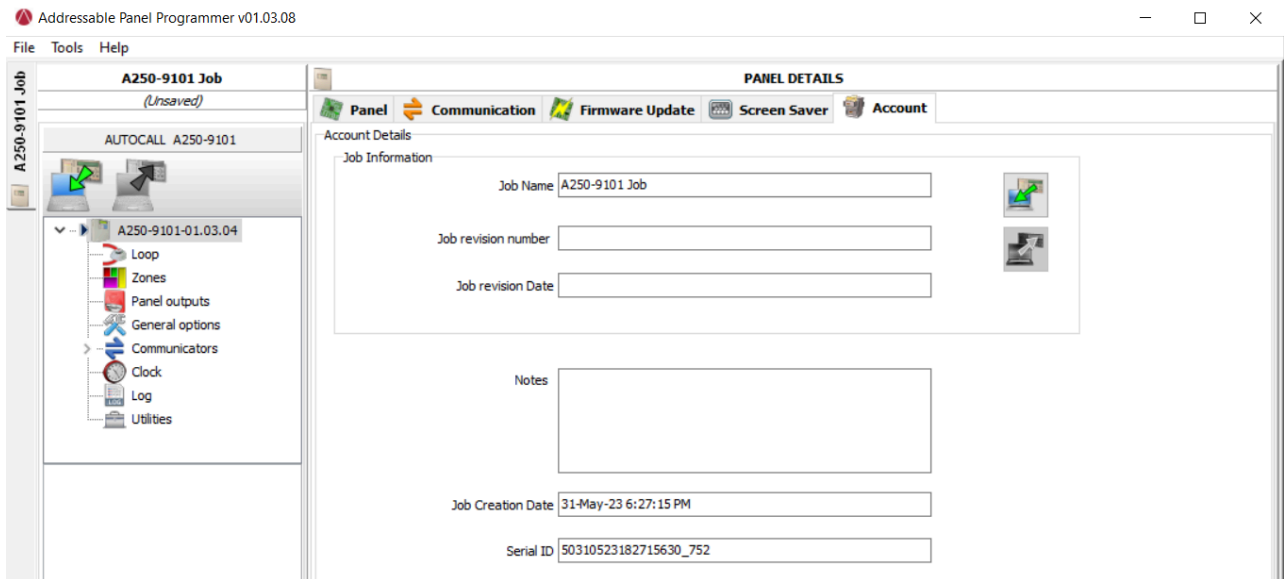 Addressable Panel Programmer v01.03.08
File Tools Help
A250-9101 Job
A250-9101 Job
(Unsaved)
AUTOCALL A250-9101
A250-9101-01.03.04
Loop
Zones
Panel outputs
General options
Communicators
Clock
LOG
Log
Utilities
PANEL DETAILS
Panel Communication Firmware Update Screen Saver Account
Account Details
Job Information
Job Name A250-9101 Job
Job revision number
Job revision Date
Notes
Job Creation Date 31-May-23 6:27:15 PM
Serial ID 50310523182715630_752